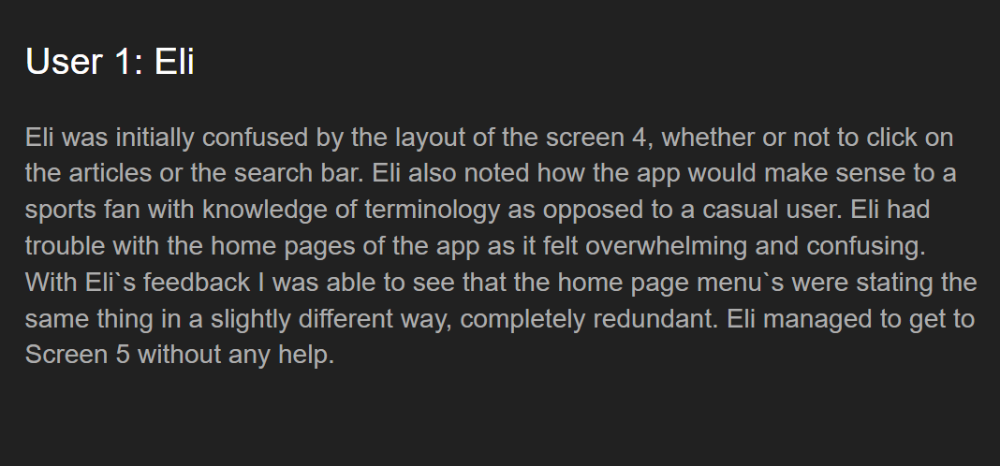 User 1: Eli
Eli was initially confused by the layout of the screen 4, whether or not to click on
the articles or the search bar. Eli also noted how the app would make sense to a
sports fan with knowledge of terminology as opposed to a casual user. Eli had
trouble with the home pages of the app as it felt overwhelming and confusing.
With Eli`s feedback I was able to see that the home page menu`s were stating the
same thing in a slightly different way, completely redundant. Eli managed to get to
Screen 5 without any help.